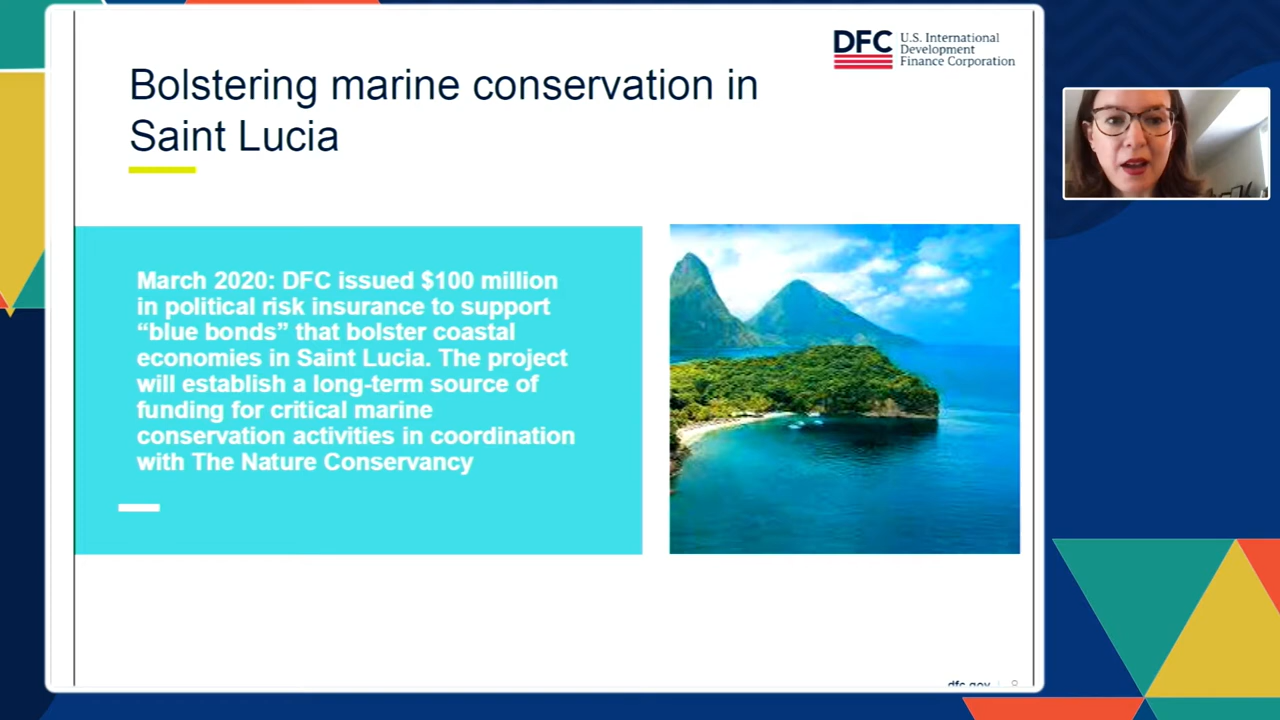 DFC
U.S. International
Development
Finance Corporation
Bolstering marine conservation in
Saint Lucia
March 2020: DFC issued $100 million
in political risk insurance to support
“blue bonds” that bolster coastal
economies in Saint Lucia. The project
will establish a long-term source of
funding for critical marine
conservation activities in coordination
with The Nature Conservancy
dfc.gov